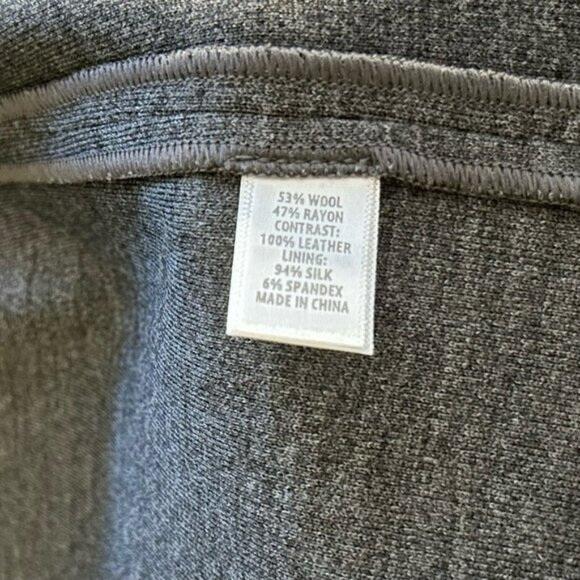 53% WOOL
47% RAYON
CONTRAST:
100% LEATHER
LINING:
94% SILK
6% SPANDEX
MADE IN CHINA